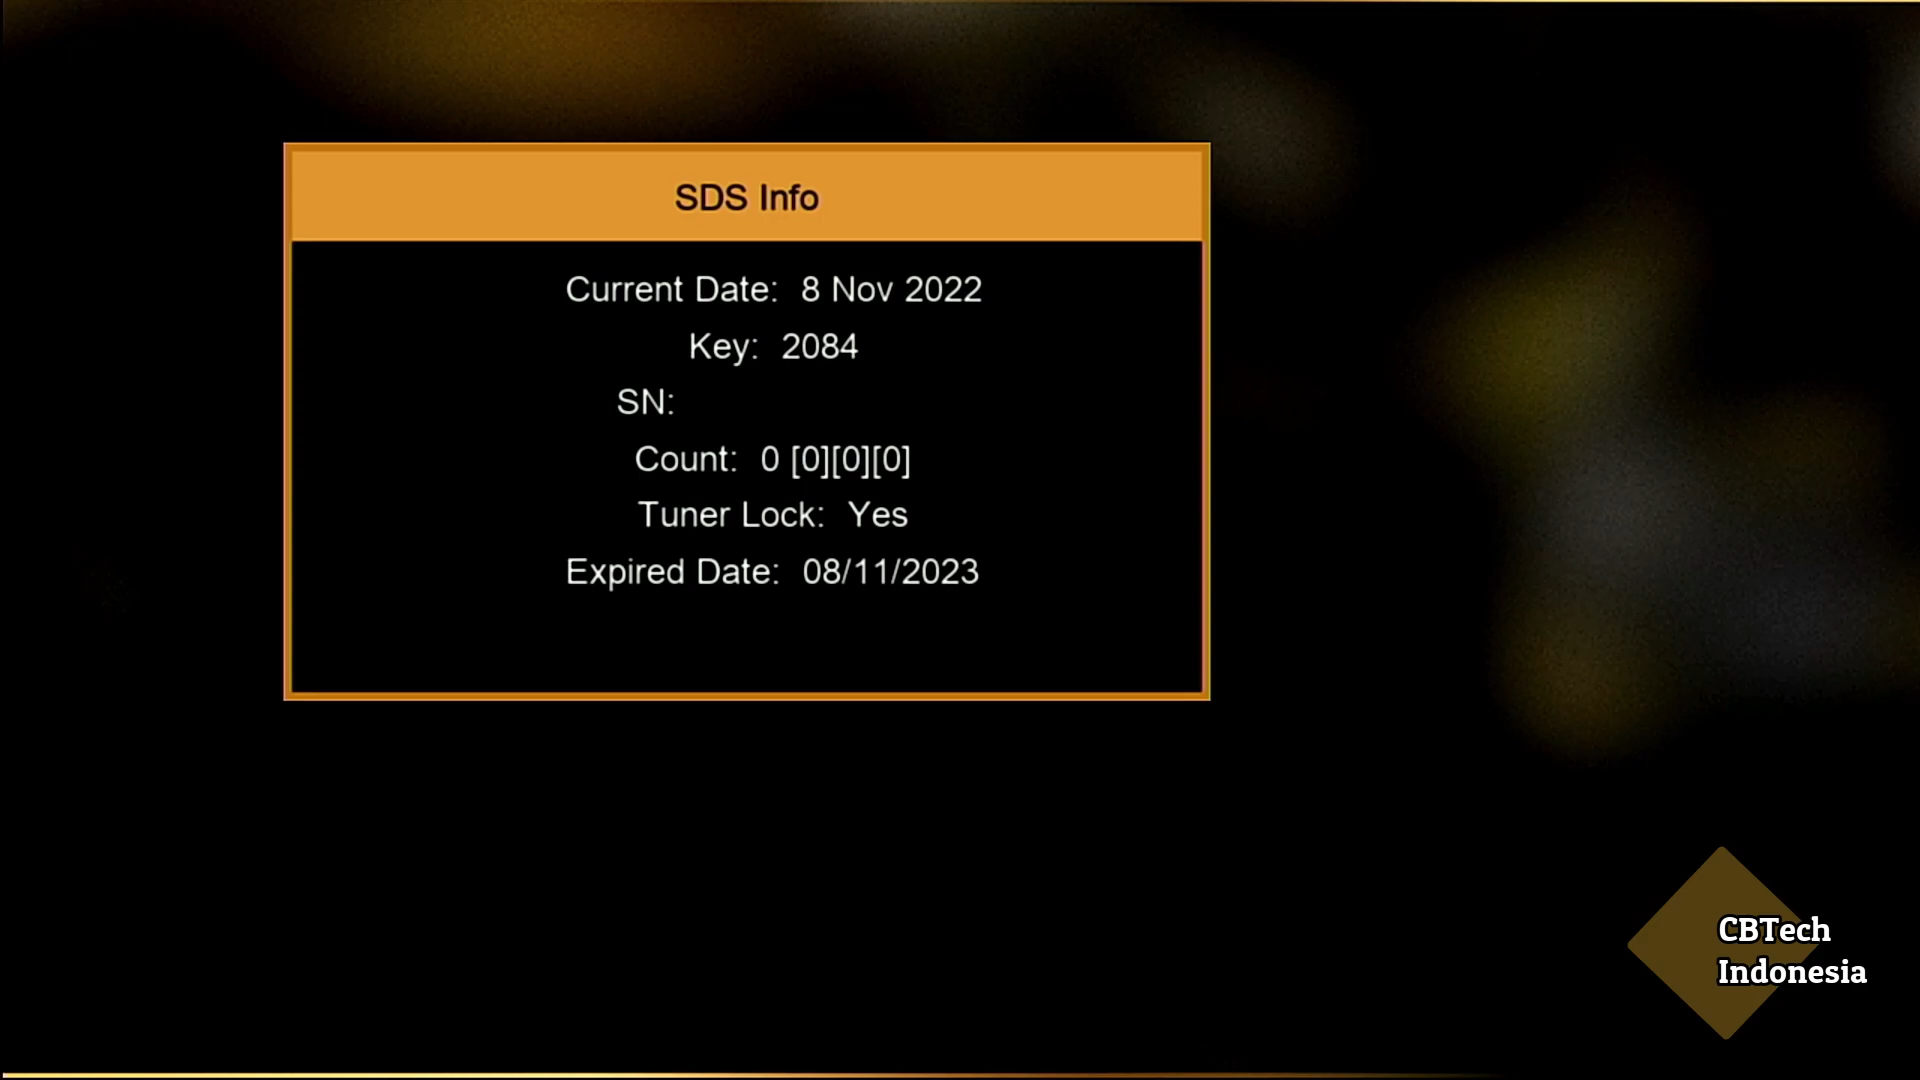 SDS Info
Current Date: 8 Nov 2022
Key: 2084
SN:
Count: 0 [0][0][0]
Tuner Lock: Yes
Expired Date: 08/11/2023
CBTech
Indonesia